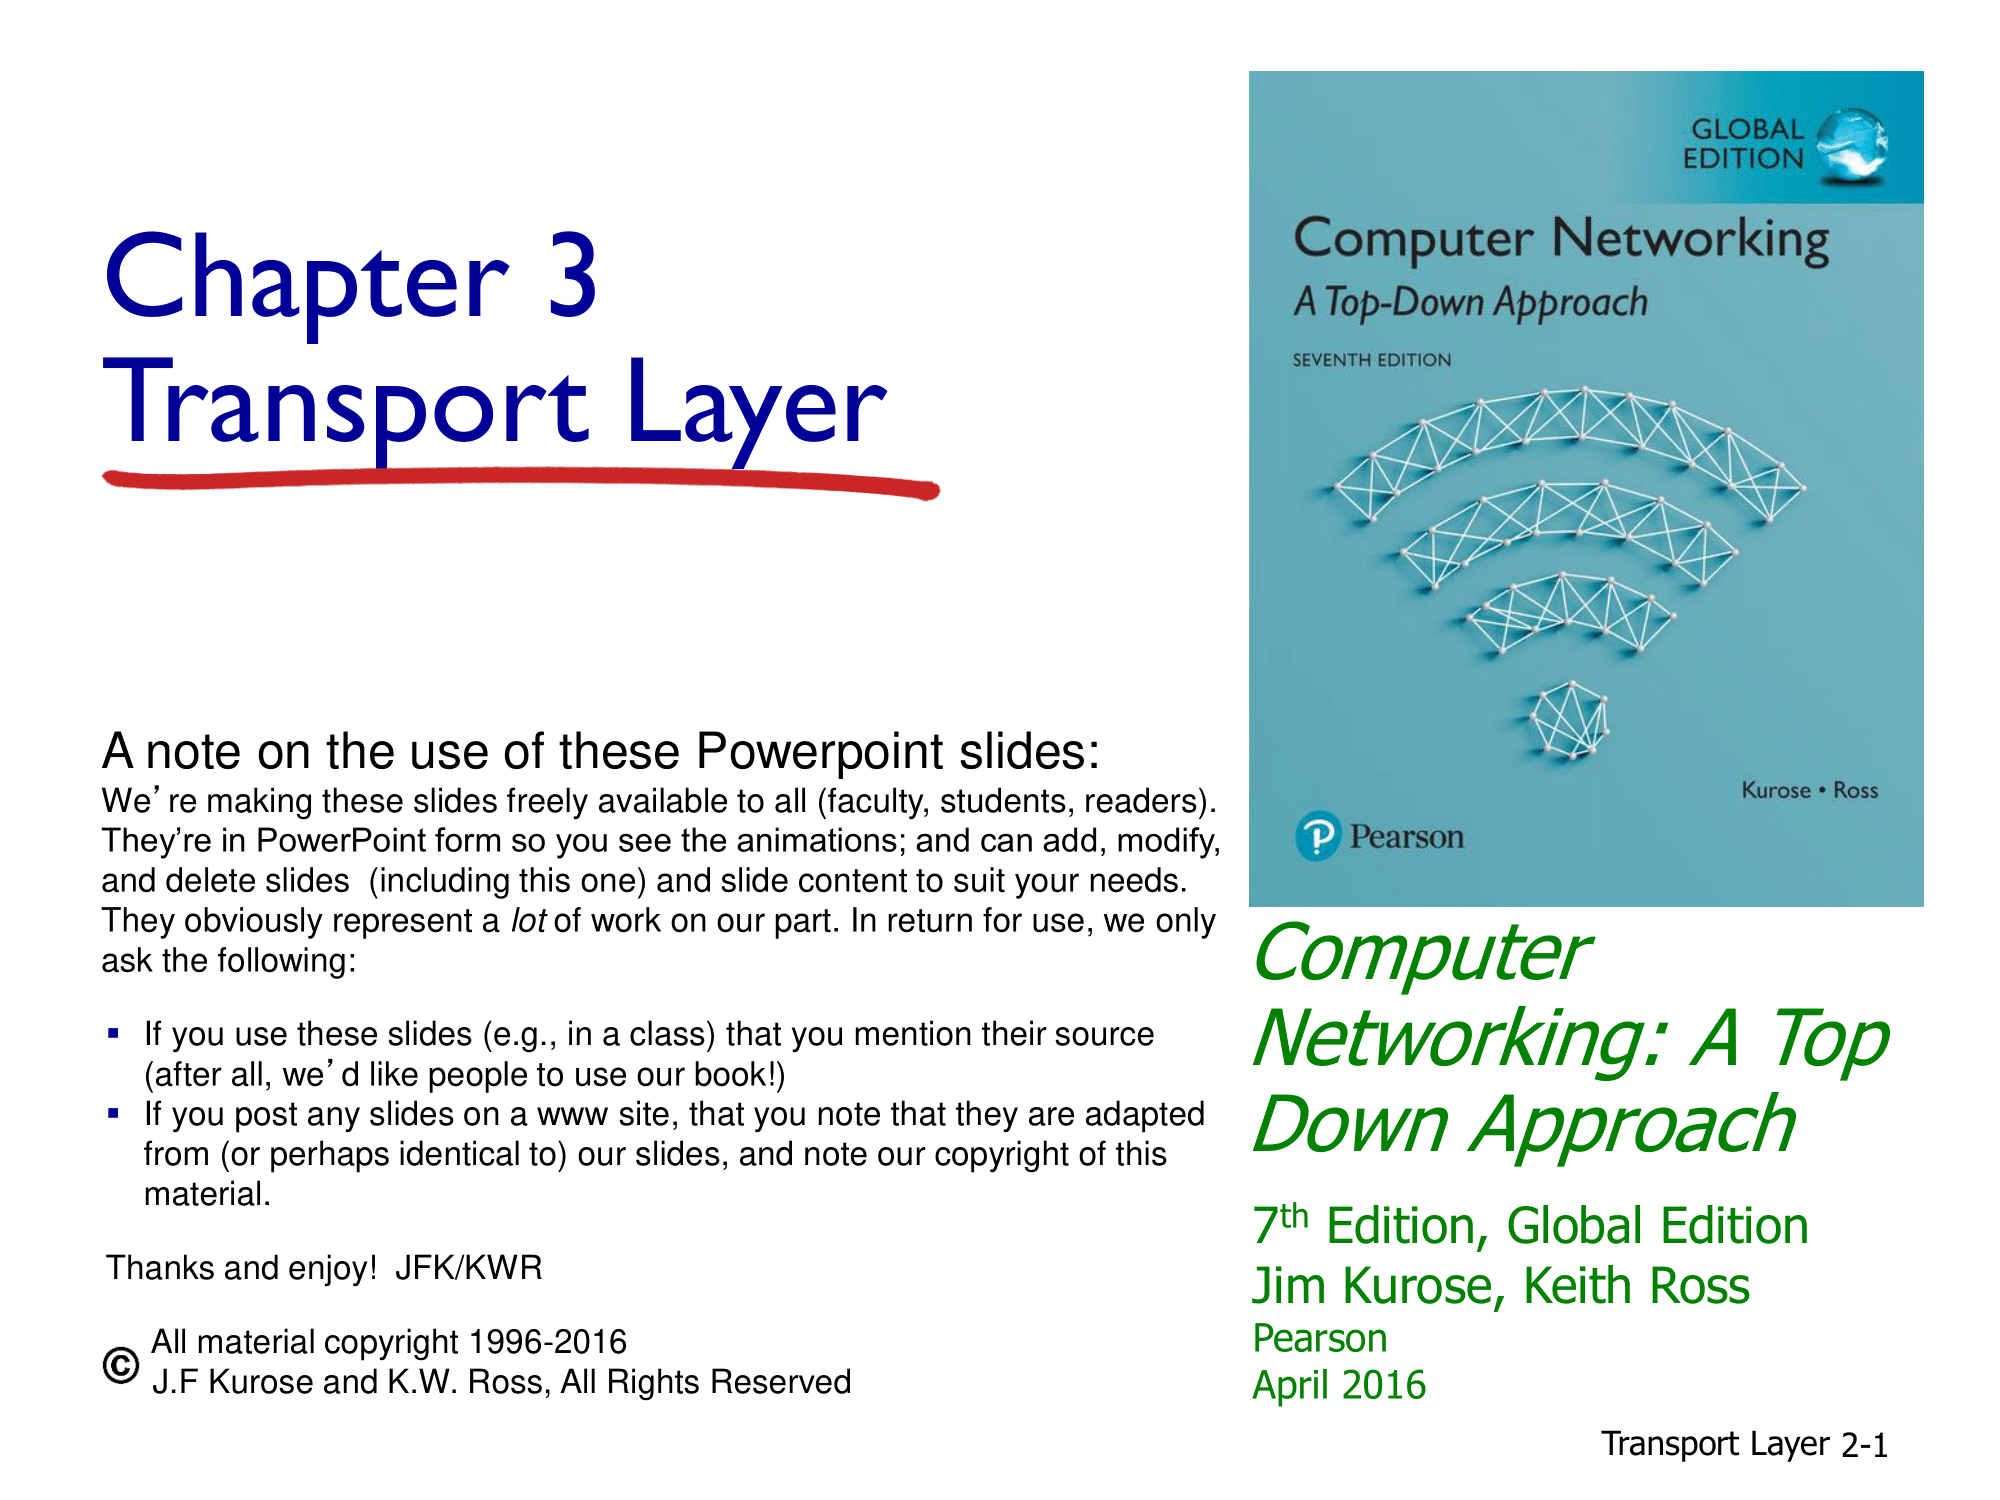 Chapter 3
Transport Layer
A note on the use of these Powerpoint slides:
We’re making these slides freely available to all (faculty, students, readers).
They’re in PowerPoint form so you see the animations; and can add, modify,
and delete slides  (including this one) and slide content to suit your needs.
They obviously represent a lot of work on our part. In return for use, we only
ask the following:
▪ If you use these slides (e.g., in a class) that you mention their source
(after all, we’d like people to use our book!)
▪ If you post any slides on a www site, that you note that they are adapted
from (or perhaps identical to) our slides, and note our copyright of this
material.
Thanks and enjoy!  JFK/KWR
© All material copyright 1996-2016
J.F Kurose and K.W. Ross, All Rights Reserved
GLOBAL
EDITION
Computer Networking
A Top-Down Approach
SEVENTH EDITION
Kurose • Ross
P Pearson
Computer
Networking: A Top
Down Approach
7th Edition, Global Edition
Jim Kurose, Keith Ross
Pearson
April 2016
Transport Layer 2-1